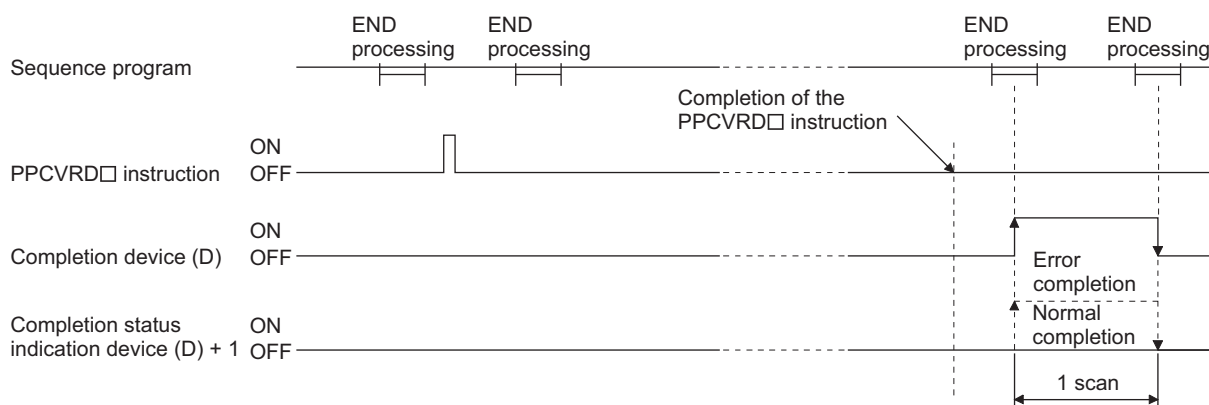 END
processing
END
processing
END
processing
END
processing
Sequence program
Completion of the
PPCVRD□ instruction
ON
PPCVRD□ instruction
OFF
ON
Completion device (D)
OFF
Error
completion
Completion status
indication device (D) + 1
ON
OFF
Normal
completion
1 scan